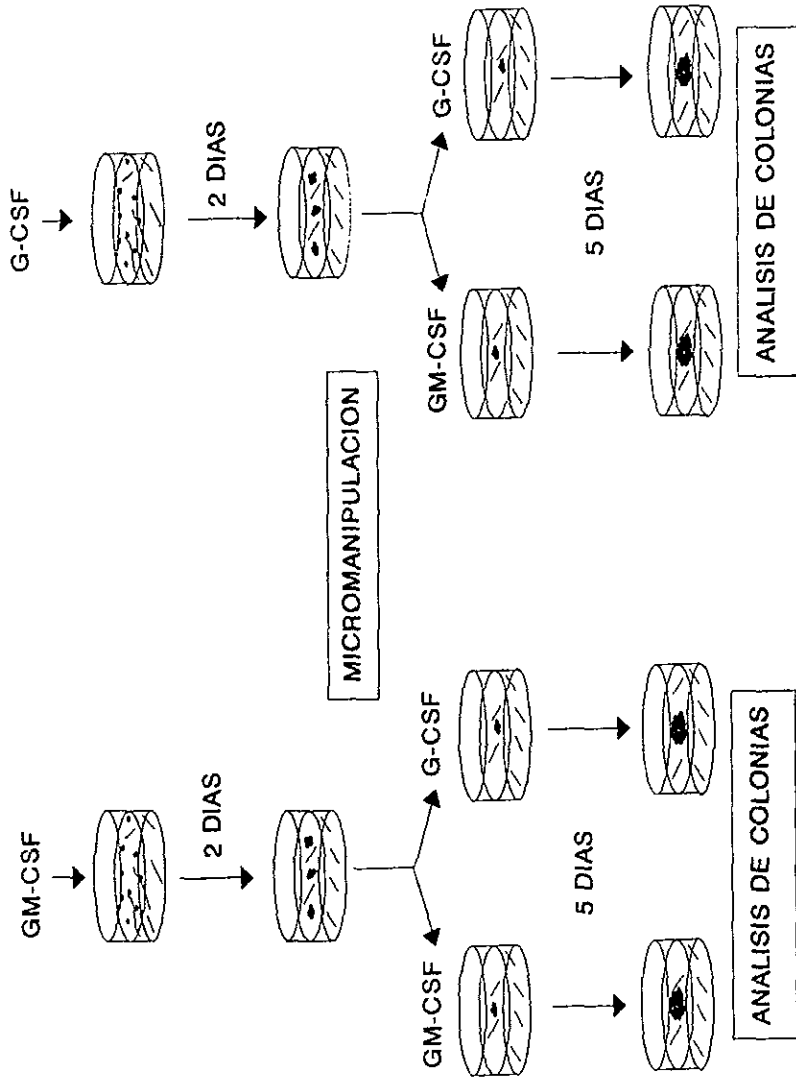 GM-CSF
G-CSF
2 DIAS
2 DIAS
MICROMANIPULACION
GM-CSF
G-CSF
GM-CSF
G-CSF
5 DIAS
5 DIAS
ANALISIS DE COLONIAS
ANALISIS DE COLONIAS